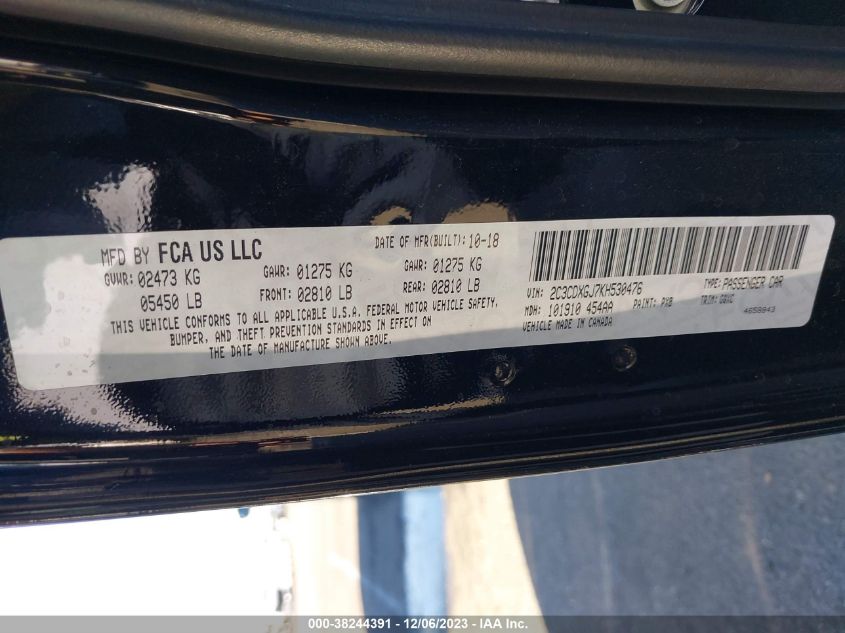 MFD BY FCA US LLC
DATE OF MFR(BUILT): 10-18
GVWR: 02473 KG
GAWR: 01275 KG
GAWR: 01275 KG
05450 LB
FRONT: 02810 LB
REAR: 02810 LB
THIS VEHICLE CONFORMS TO ALL APPLICABLE U.S.A. FEDERAL MOTOR VEHICLE SAFETY,
BUMPER, AND THEFT PREVENTION STANDARDS IN EFFECT ON
THE DATE OF MANUFACTURE SHOWN ABOVE.
VIN: 2C3CDXGJ7KH530476
TYPE: PASSENGER CAR
MDH: 101910 454AA
PAINT: PX8
TRIM: G9XC
VEHICLE MADE IN CANADA
4658943
000-38244391 - 12/06/2023 - IAA Inc.